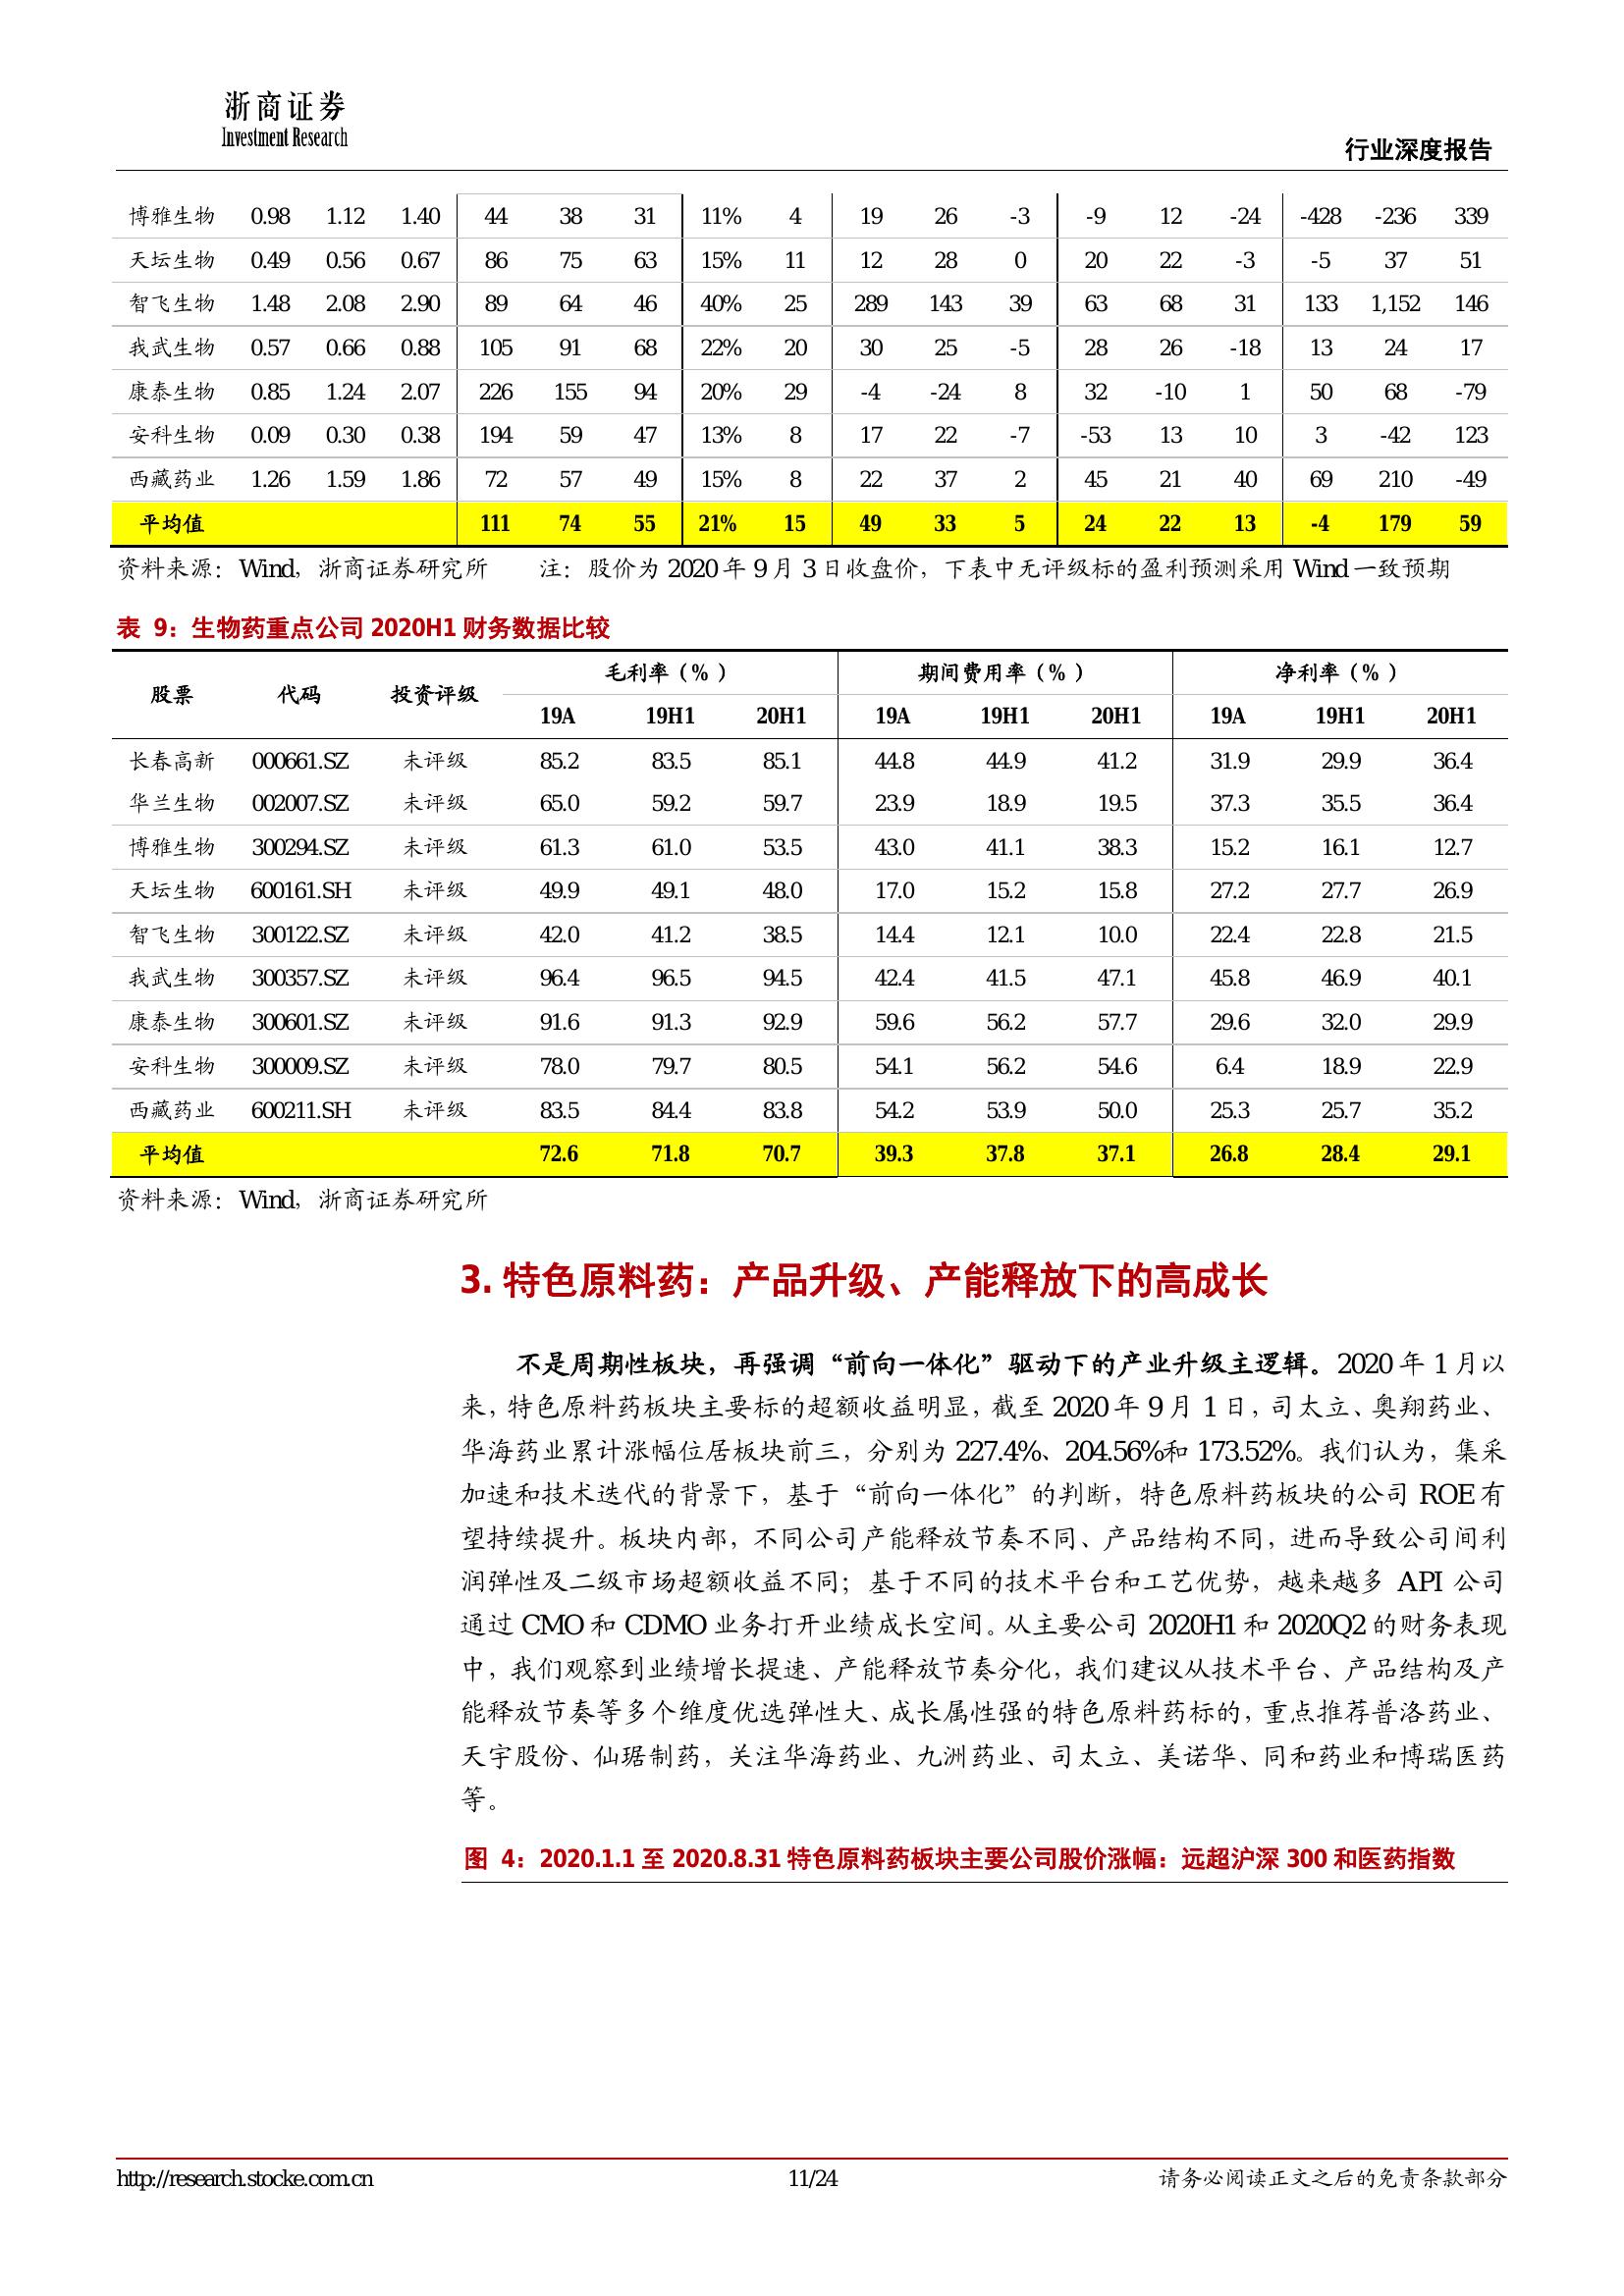 浙商证券
Investment Research
行业深度报告
博雅生物 0.98 1.12 1.40 44 38 31 11% 4 19 26 -3 -9 12 -24 -428 -236 339
天坛生物 0.49 0.56 0.67 86 75 63 15% 11 12 28 0 20 22 -3 -5 37 51
智飞生物 1.48 2.08 2.90 89 64 46 40% 25 289 143 39 63 68 31 133 1,152 146
我武生物 0.57 0.66 0.88 105 91 68 22% 20 30 25 -5 28 26 -18 13 24 17
康泰生物 0.85 1.24 2.07 226 155 94 20% 29 -4 -24 8 32 -10 1 50 68 -79
安科生物 0.09 0.30 0.38 194 59 47 13% 8 17 22 -7 -53 13 10 3 -42 123
西藏药业 1.26 1.59 1.86 72 57 49 15% 8 22 37 2 45 21 40 69 210 -49
平均值 111 74 55 21% 15 49 33 5 24 22 13 -4 179 59
资料来源：Wind，浙商证券研究所 注：股价为 2020 年 9 月 3 日收盘价，下表中无评级标的盈利预测采用 Wind 一致预期
表 9：生物药重点公司 2020H1 财务数据比较
股票 代码 投资评级 毛利率（%） 期间费用率（%） 净利率（%）
19A 19H1 20H1 19A 19H1 20H1 19A 19H1 20H1
长春高新 000661.SZ 未评级 85.2 83.5 85.1 44.8 44.9 41.2 31.9 29.9 36.4
华兰生物 002007.SZ 未评级 65.0 59.2 59.7 23.9 18.9 19.5 37.3 35.5 36.4
博雅生物 300294.SZ 未评级 61.3 61.0 53.5 43.0 41.1 38.3 15.2 16.1 12.7
天坛生物 600161.SH 未评级 49.9 49.1 48.0 17.0 15.2 15.8 27.2 27.7 26.9
智飞生物 300122.SZ 未评级 42.0 41.2 38.5 14.4 12.1 10.0 22.4 22.8 21.5
我武生物 300357.SZ 未评级 96.4 96.5 94.5 42.4 41.5 47.1 45.8 46.9 40.1
康泰生物 300601.SZ 未评级 91.6 91.3 92.9 59.6 56.2 57.7 29.6 32.0 29.9
安科生物 300009.SZ 未评级 78.0 79.7 80.5 54.1 56.2 54.6 6.4 18.9 22.9
西藏药业 600211.SH 未评级 83.5 84.4 83.8 54.2 53.9 50.0 25.3 25.7 35.2
平均值 72.6 71.8 70.7 39.3 37.8 37.1 26.8 28.4 29.1
资料来源：Wind，浙商证券研究所
3. 特色原料药：产品升级、产能释放下的高成长
不是周期性板块，再强调“前向一体化”驱动下的产业升级主逻辑。2020 年 1 月以
来，特色原料药板块主要标的超额收益明显，截至 2020 年 9 月 1 日，司太立、奥翔药业、
华海药业累计涨幅位居板块前三，分别为 227.4%、204.56%和 173.52%。我们认为，集采
加速和技术迭代的背景下，基于“前向一体化”的判断，特色原料药板块的公司 ROE 有
望持续提升。板块内部，不同公司产能释放节奏不同、产品结构不同，进而导致公司间利
润弹性及二级市场超额收益不同；基于不同的技术平台和工艺优势，越来越多 API 公司
通过 CMO 和 CDMO 业务打开业绩成长空间。从主要公司 2020H1 和 2020Q2 的财务表现
中，我们观察到业绩增长提速、产能释放节奏分化，我们建议从技术平台、产品结构及产
能释放节奏等多个维度优选弹性大、成长属性强的特色原料药标的，重点推荐普洛药业、
天宇股份、仙琚制药，关注华海药业、九洲药业、司太立、美诺华、同和药业和博瑞医药
等。
图 4：2020.1.1 至 2020.8.31 特色原料药板块主要公司股价涨幅：远超沪深 300 和医药指数
http://research.stocke.com.cn 11/24 请务必阅读正文之后的免责条款部分